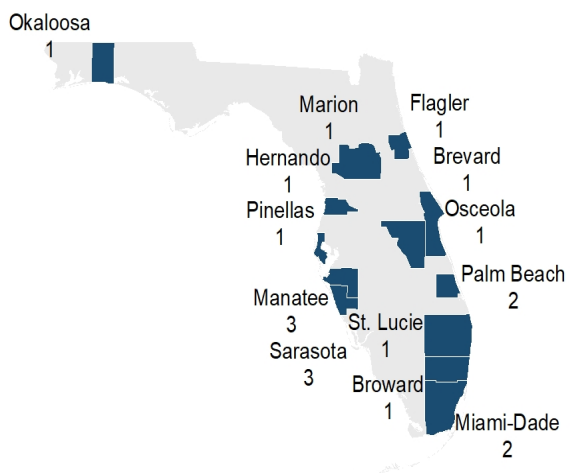 Okaloosa
1
Marion
1
Flagler
1
Hernando
1
Brevard
1
Pinellas
1
Osceola
1
Palm Beach
2
Manatee
3
St. Lucie
1
Sarasota
3
Broward
1
Miami-Dade
2